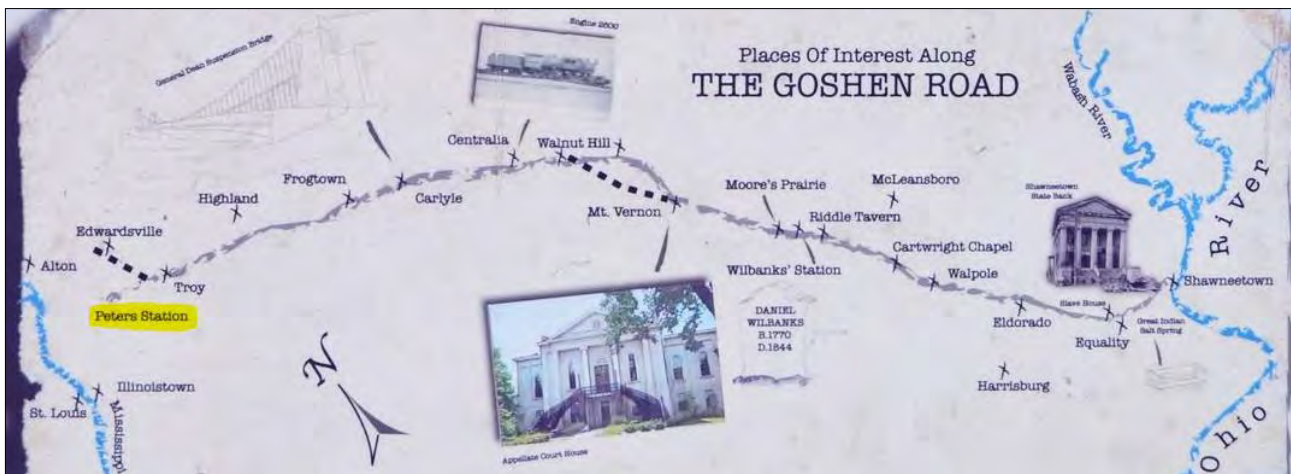 General Dean Suspension Bridge
Engine 2500
Places Of Interest Along
THE GOSHEN ROAD
Wabash River
River
Centralia
Walnut Hill
Frogtown
Carlyle
Highland
Edwardsville
Alton
Troy
Peters Station
Illinoistown
St. Louis
Mississippi
N
Mt. Vernon
Moore's Prairie
McLeansboro
Riddle Tavern
Cartwright Chapel
Wilbanks' Station
Walpole
DANIEL
WILBANKS
B.1770
D.1844
Shawneetown
State Bank
Shawneetown
Eldorado
Slave House
Equality
Great Indian
Salt Spring
Harrisburg
Ohio
Appellate Court House